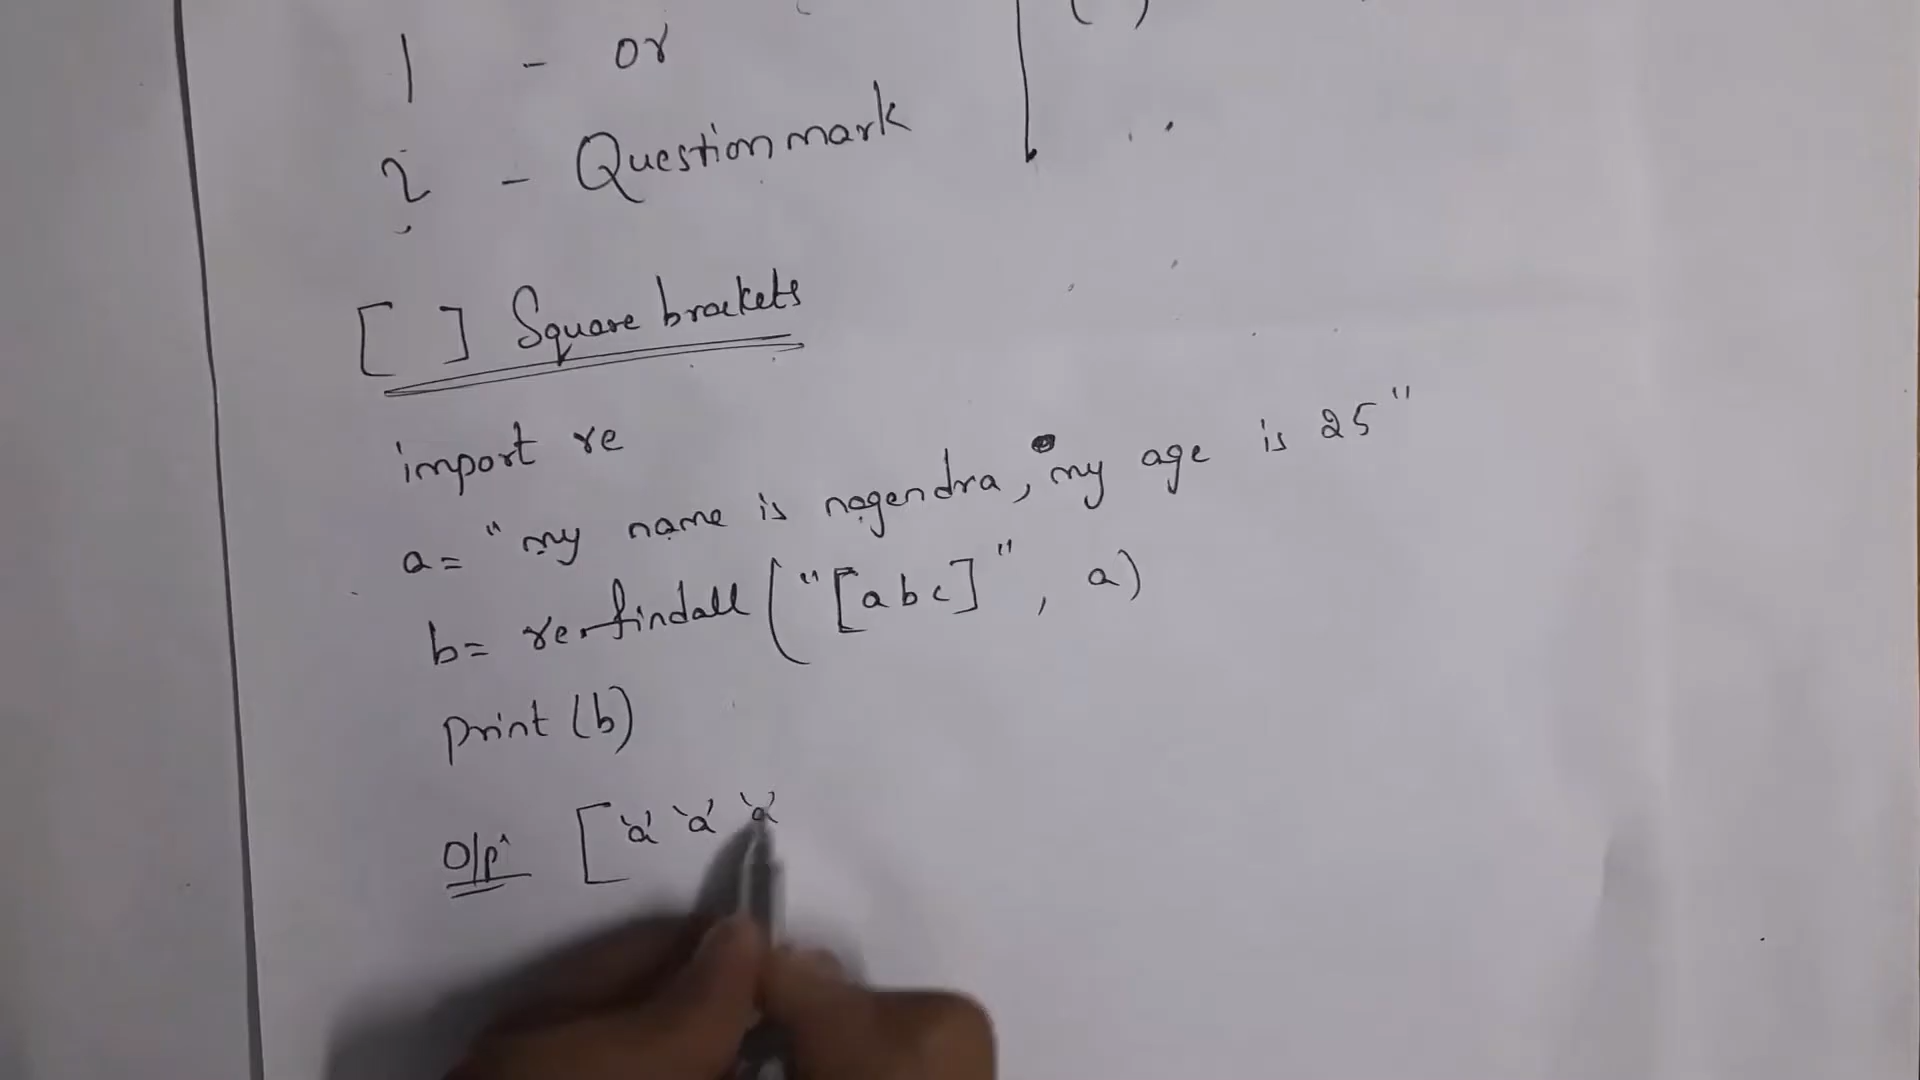 | - or
? - Question mark
( )
[ ] Square brackets
import re
a = "my name is nagendra, my age is 25"
b = re.findall("[abc]", a)
print (b)
O/p [ 'a' 'a' 'a'